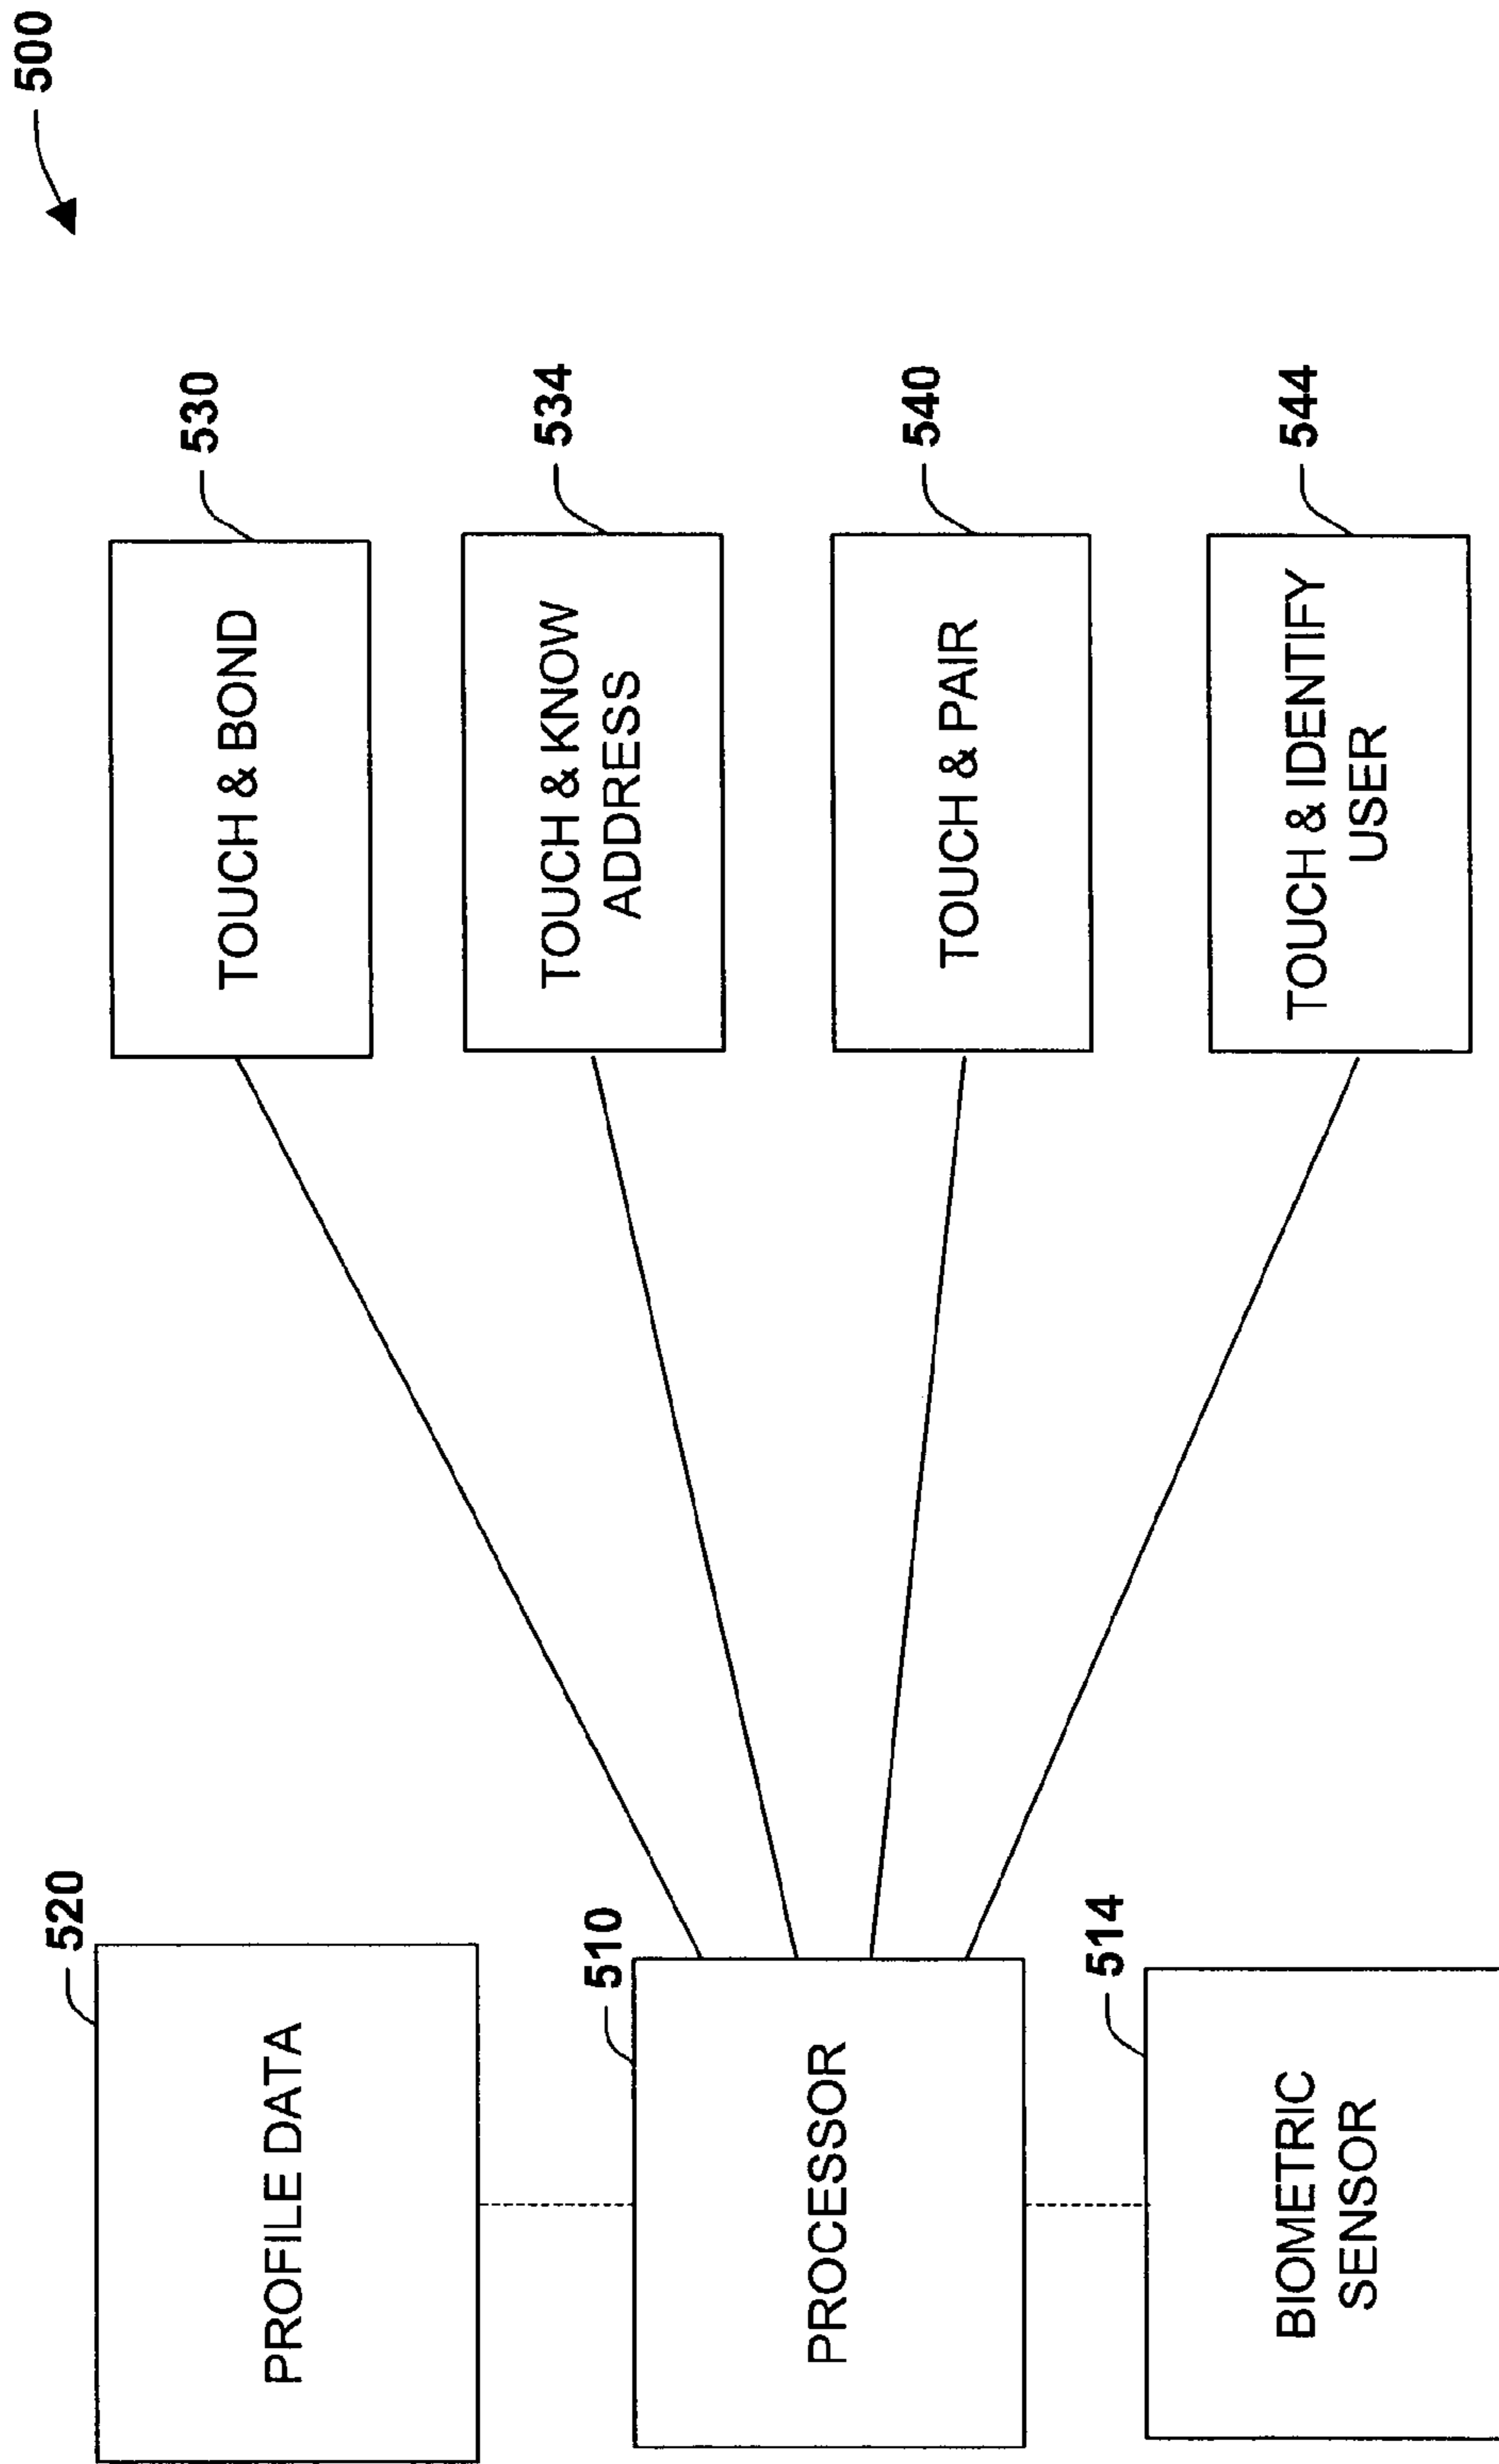 500
520
PROFILE DATA
510
PROCESSOR
514
BIOMETRIC
SENSOR
530
TOUCH & BOND
534
TOUCH & KNOW
ADDRESS
540
TOUCH & PAIR
544
TOUCH & IDENTIFY
USER